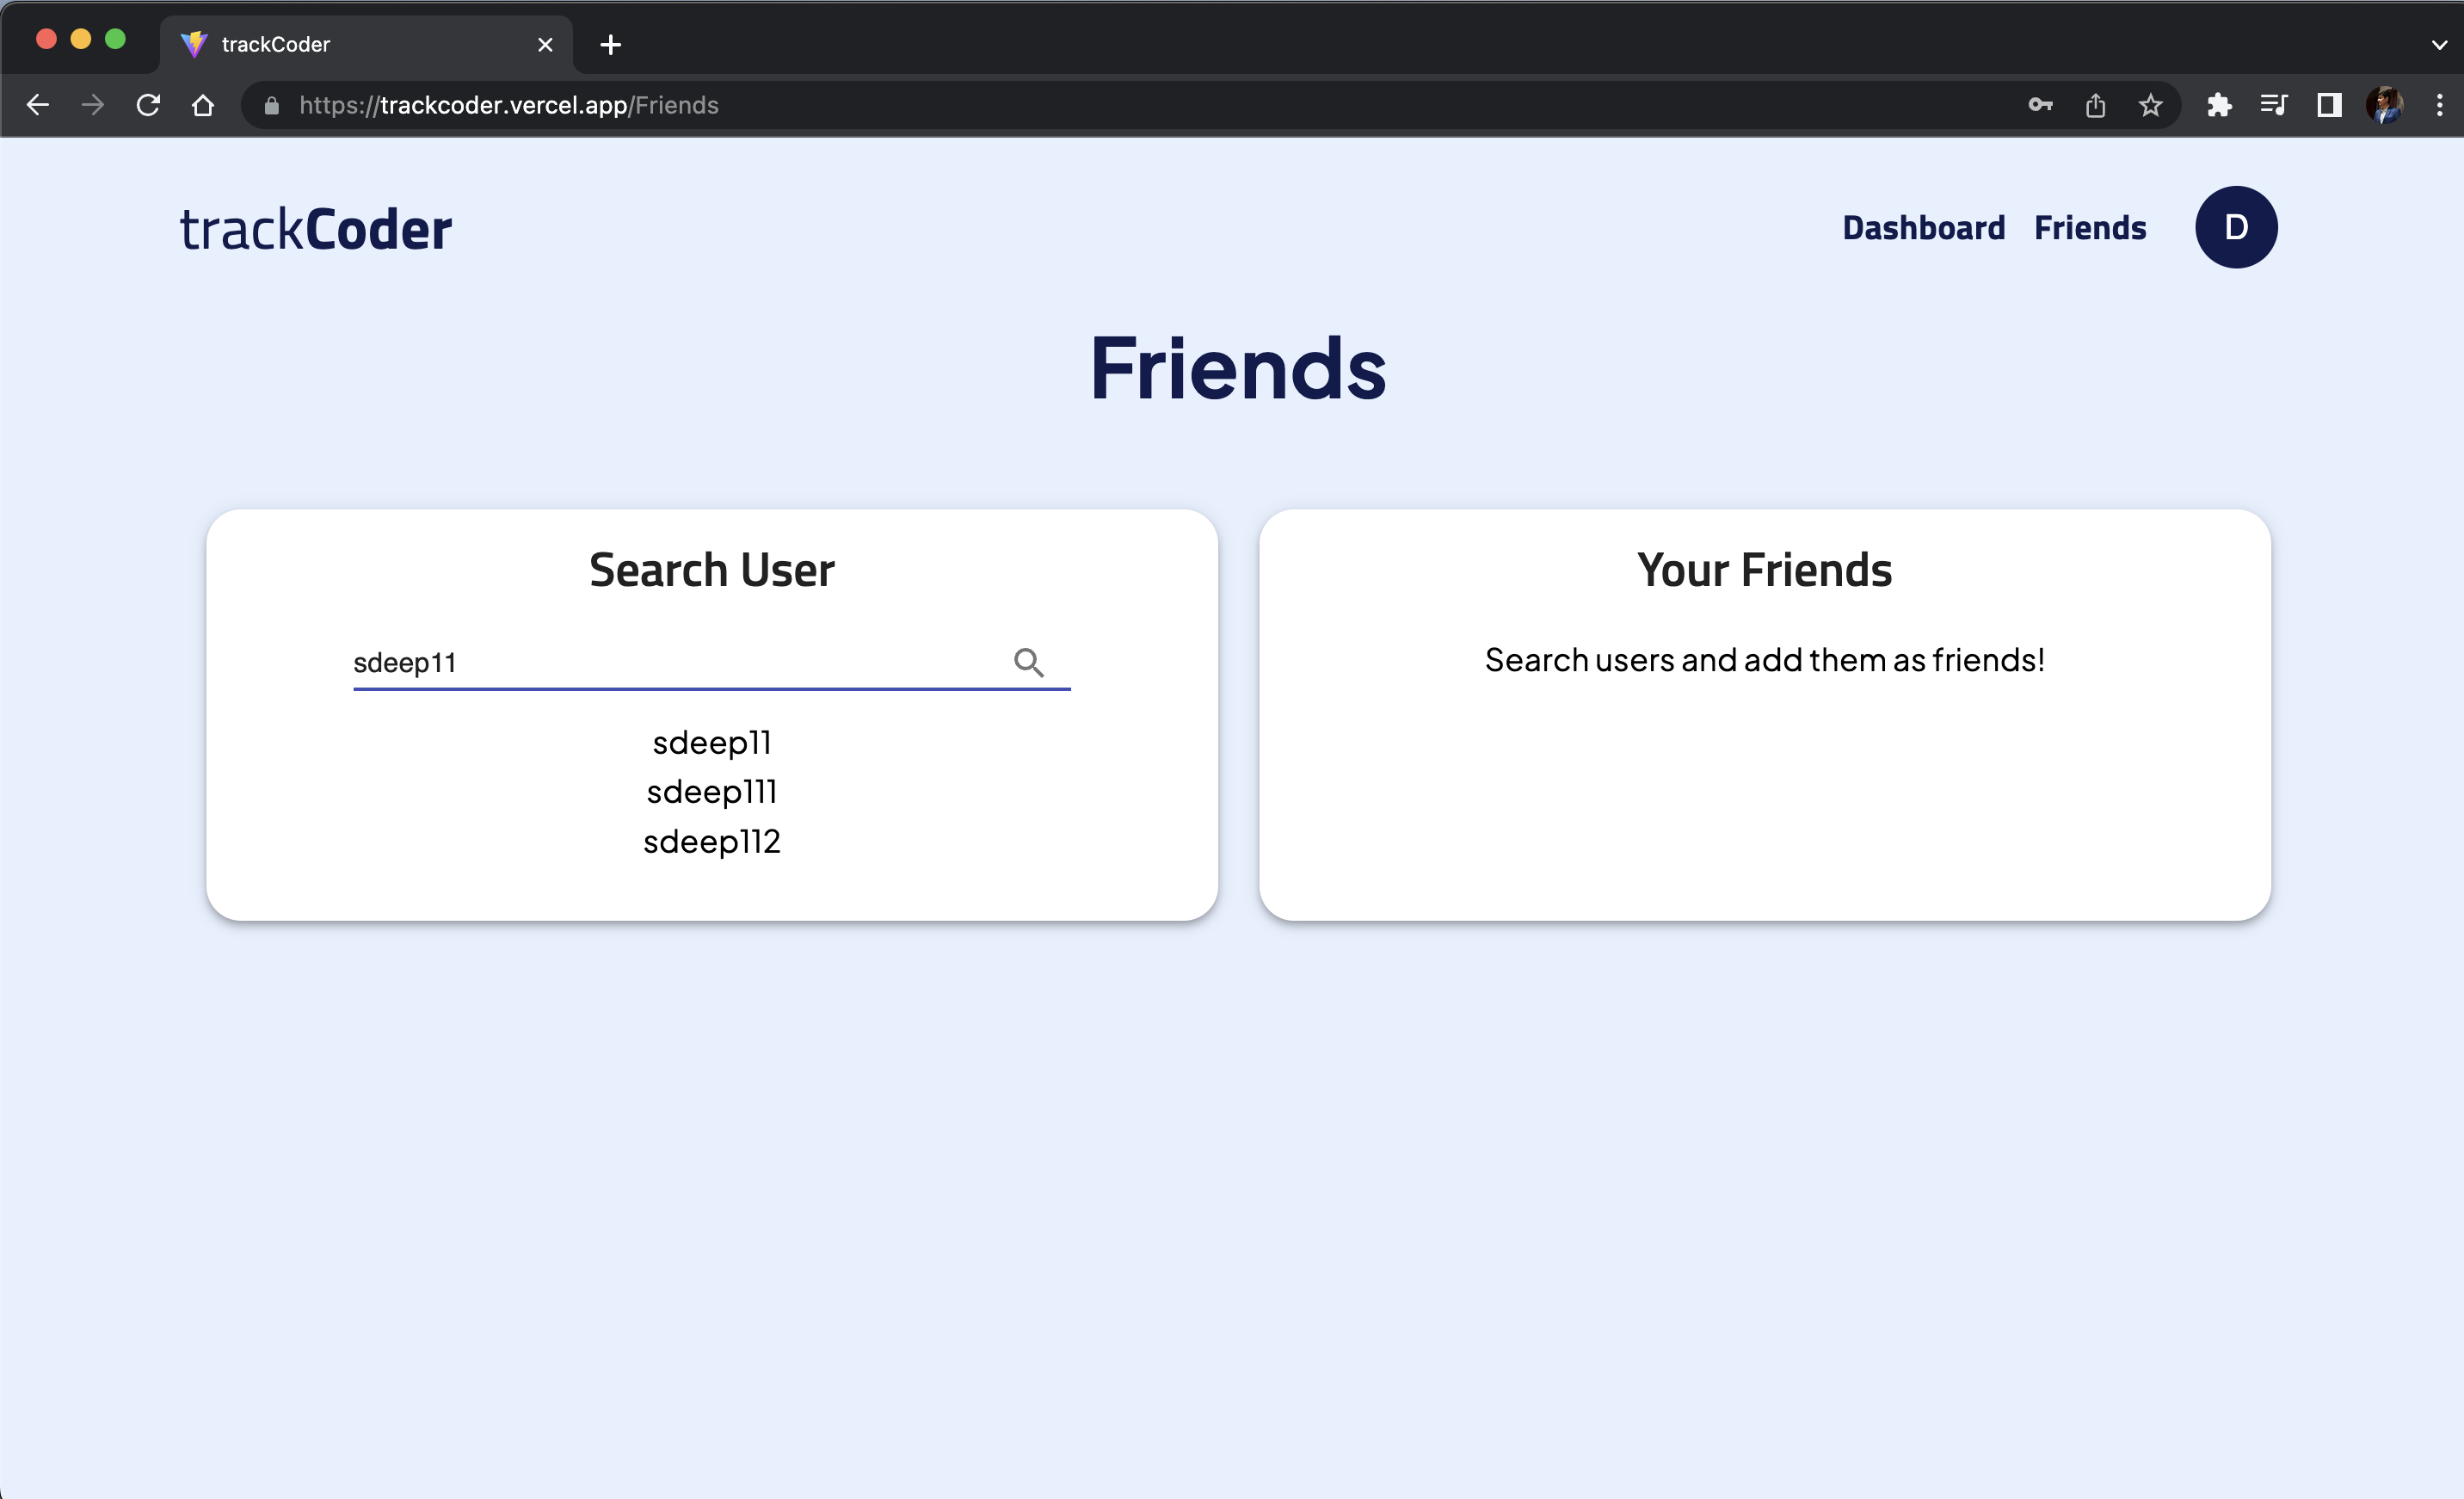 trackCoder
https://trackcoder.vercel.app/Friends
trackCoder
Dashboard Friends D
Friends
Search User
sdeep11
sdeep11
sdeep111
sdeep112
Your Friends
Search users and add them as friends!